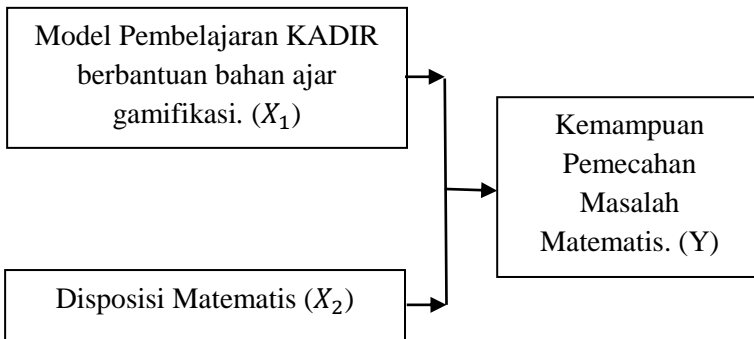 Model Pembelajaran KADIR
berbantuan bahan ajar
gamifikasi. (X₁)
Kemampuan
Pemecahan
Masalah
Matematis. (Y)
Disposisi Matematis (X₂)